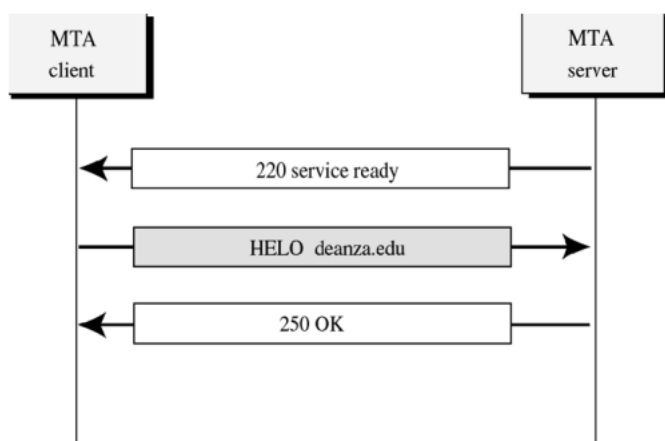 MTA
client
MTA
server
220 service ready
HELO deanza.edu
250 OK